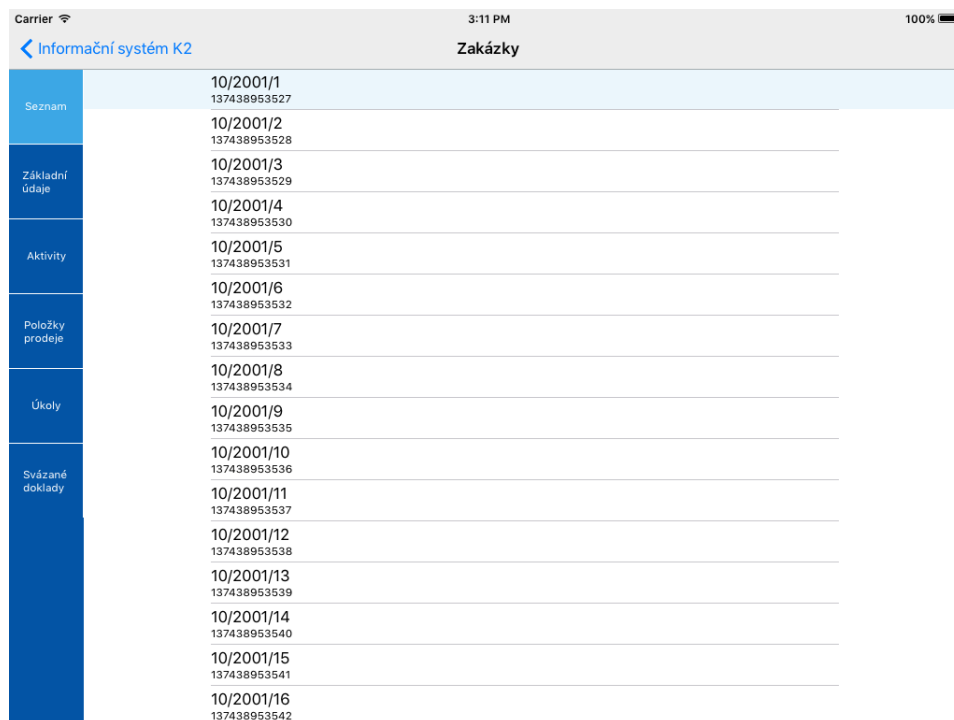 Carrier 3:11 PM 100%
Informační systém K2 Zakázky
Seznam
Základní
údaje
Aktivity
Položky
prodeje
Úkoly
Svázané
doklady
10/2001/1
137438953527
10/2001/2
137438953528
10/2001/3
137438953529
10/2001/4
137438953530
10/2001/5
137438953531
10/2001/6
137438953532
10/2001/7
137438953533
10/2001/8
137438953534
10/2001/9
137438953535
10/2001/10
137438953536
10/2001/11
137438953537
10/2001/12
137438953538
10/2001/13
137438953539
10/2001/14
137438953540
10/2001/15
137438953541
10/2001/16
137438953542